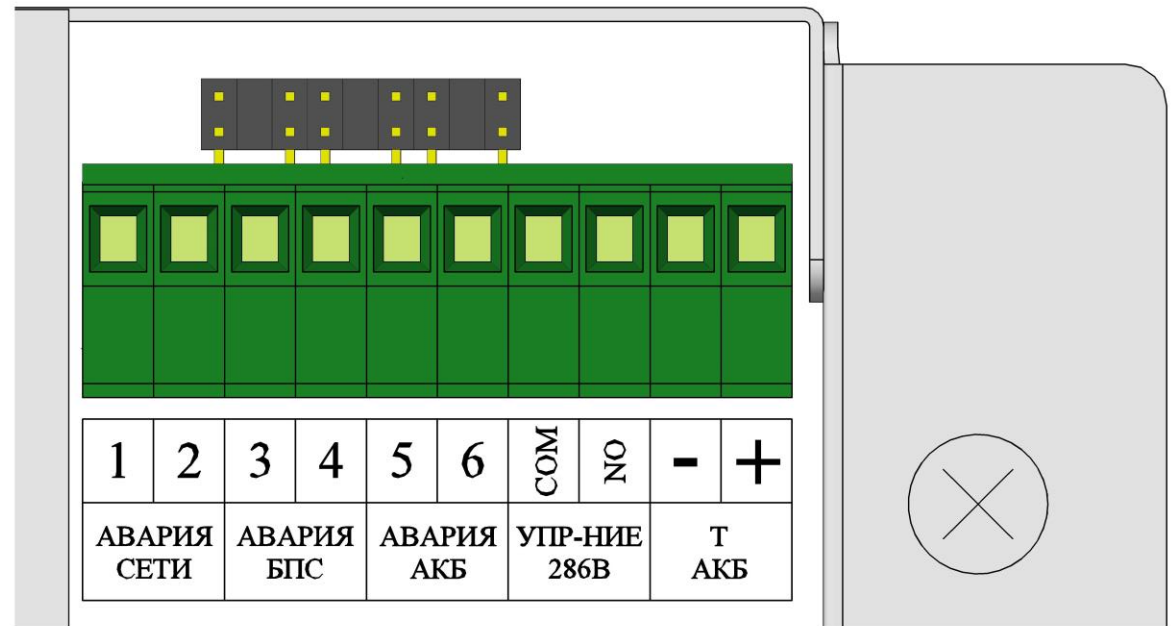 1 2 3 4 5 6 COM NO - +
АВАРИЯ АВАРИЯ АВАРИЯ УПР-НИЕ Т
СЕТИ БПС АКБ 286В АКБ